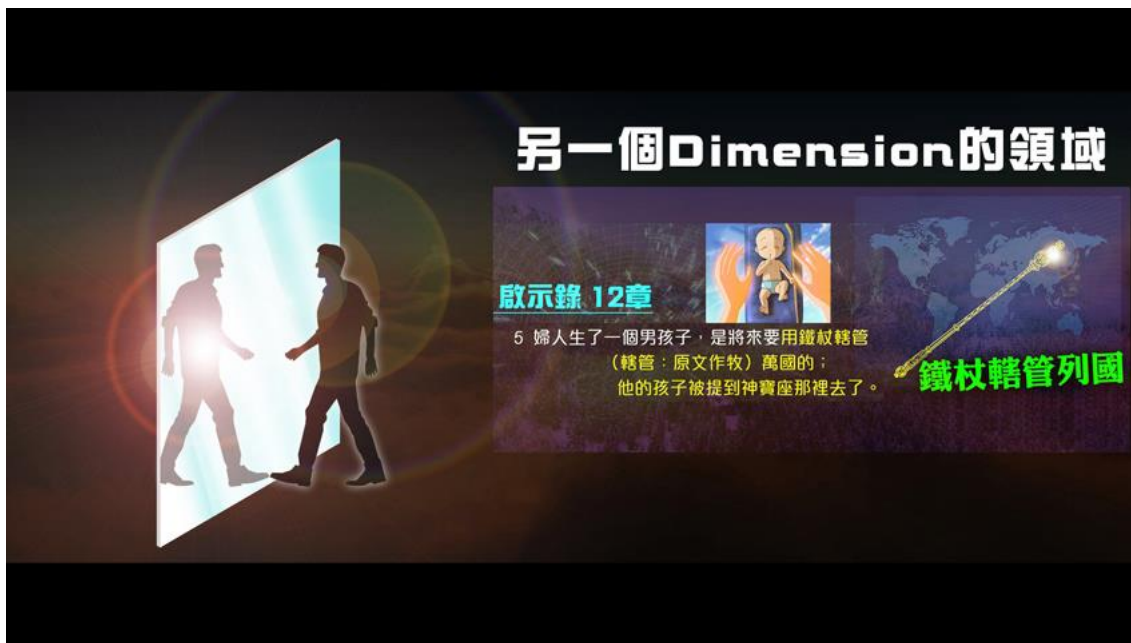 另一個Dimension的領域
啟示錄 12章
5 婦人生了一個男孩子，是將來要用鐵杖轄管
（轄管：原文作牧）萬國的；
他的孩子被提到神寶座那裡去了。
鐵杖轄管列國